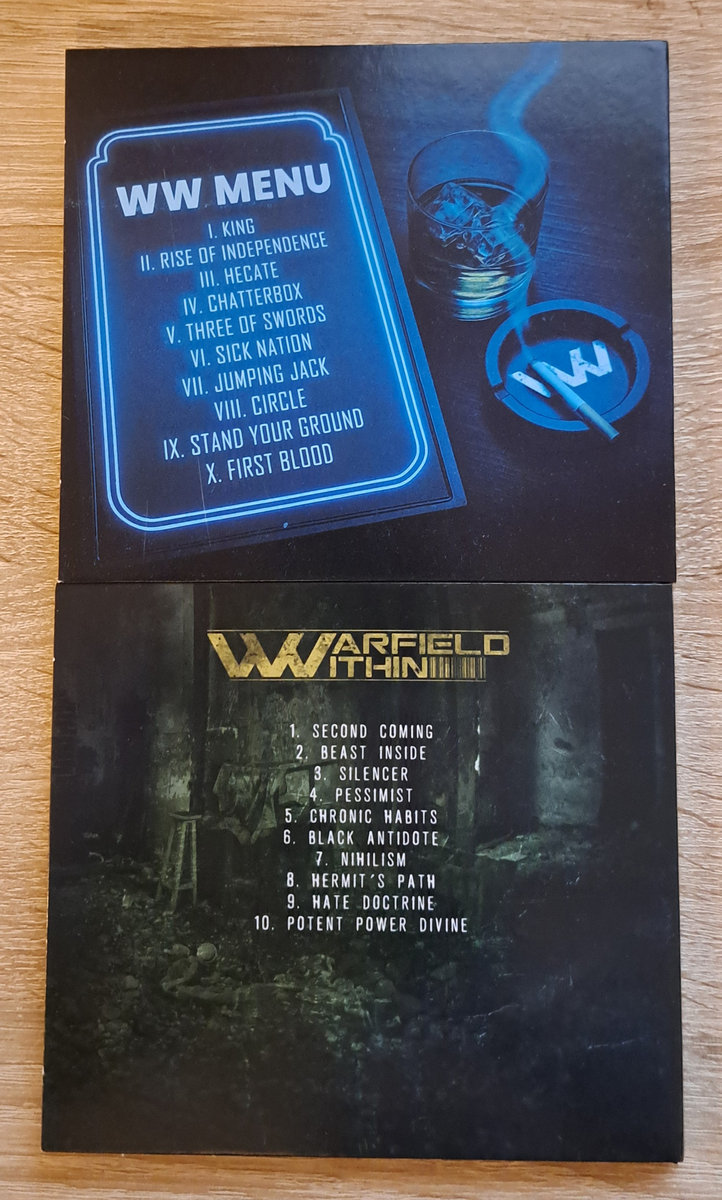 WW MENU
I. KING
II. RISE OF INDEPENDENCE
III. HECATE
IV. CHATTERBOX
V. THREE OF SWORDS
VI. SICK NATION
VII. JUMPING JACK
VIII. CIRCLE
IX. STAND YOUR GROUND
X. FIRST BLOOD
WW
WARFIELD
WITHIN
1. SECOND COMING
2. BEAST INSIDE
3. SILENCER
4. PESSIMIST
5. CHRONIC HABITS
6. BLACK ANTIDOTE
7. NIHILISM
8. HERMIT'S PATH
9. HATE DOCTRINE
10. POTENT POWER DIVINE